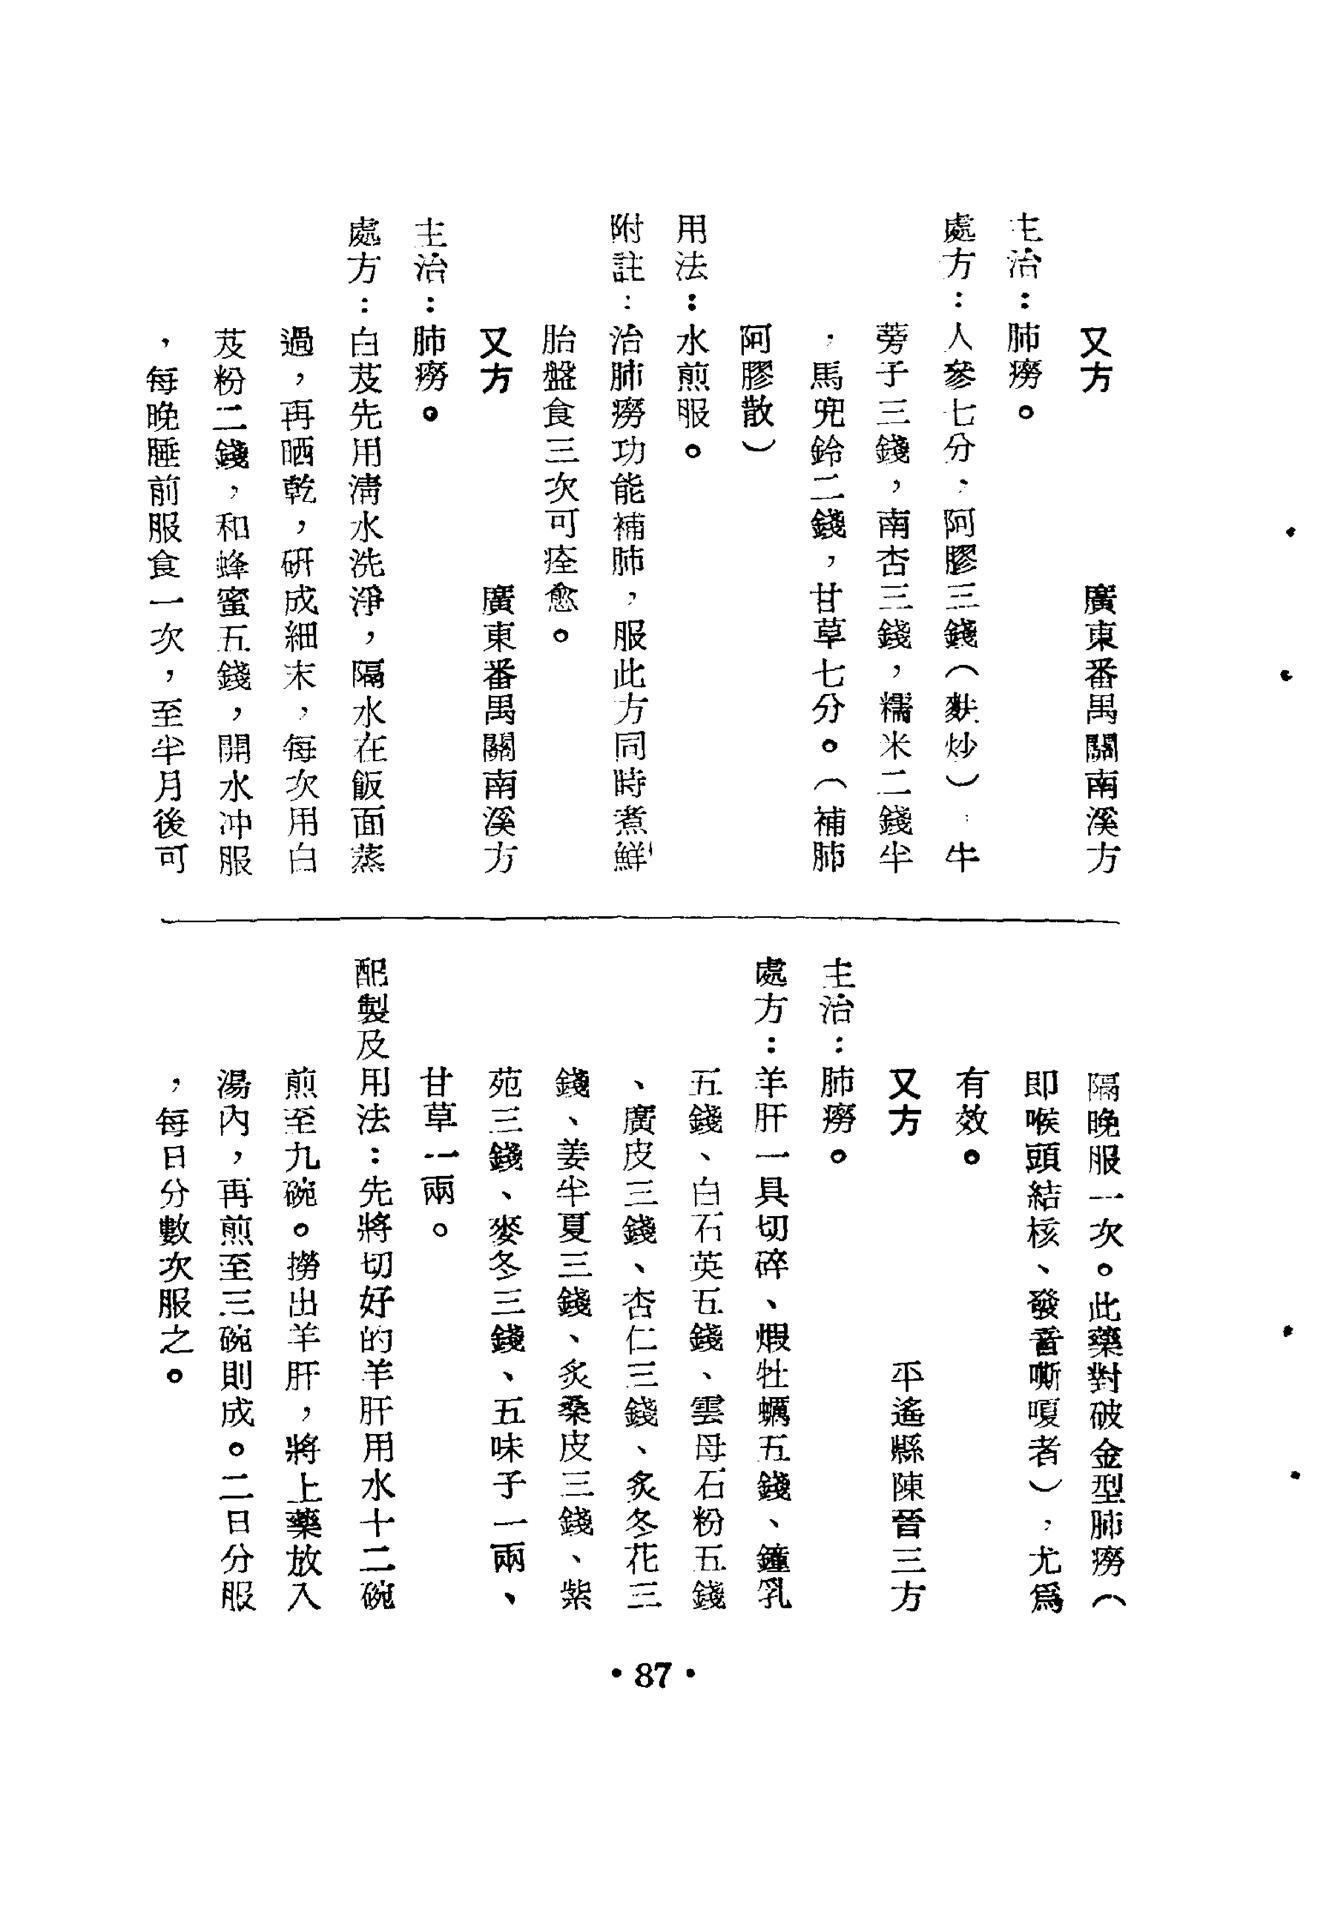 又方　廣東番禺關南溪方
主治：肺癆。
處方：人參七分，阿膠三錢（麩炒），牛
蒡子三錢，南杏三錢，糯米二錢半
，馬兜鈴二錢，甘草七分。（補肺
阿膠散）
用法：水煎服。
附註：治肺癆功能補肺，服此方同時煮鮮
胎盤食三次可痊愈。
又方　廣東番禺關南溪方
主治：肺癆。
處方：白芨先用清水洗淨，隔水在飯面蒸
過，再晒乾，研成細末，每次用白
芨粉二錢，和蜂蜜五錢，開水冲服
，每晚睡前服食一次，至半月後可
隔晚服一次。此藥對破金型肺癆（
即喉頭結核、發音嘶嗄者），尤爲
有效。
又方　平遙縣陳晉三方
主治：肺癆。
處方：羊肝一具切碎、煆牡蠣五錢、鐘乳
五錢、白石英五錢、雲母石粉五錢
、廣皮三錢、杏仁三錢、炙冬花三
錢、姜半夏三錢、炙桑皮三錢、紫
苑三錢、麥冬三錢、五味子一兩、
甘草一兩。
配製及用法：先將切好的羊肝用水十二碗
煎至九碗。撈出羊肝，將上藥放入
湯內，再煎至三碗則成。二日分服
，每日分數次服之。
·87·